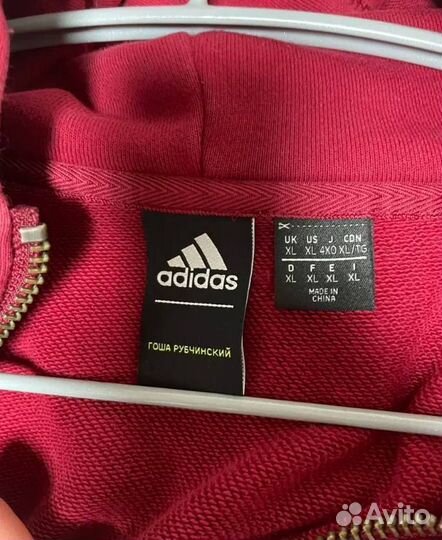 adidas
ГОША РУБЧИНСКИЙ
UK US J CDN
XL XL 4XO XL/TG
D F E I
XL XL XL XL
MADE IN
CHINA
Avito